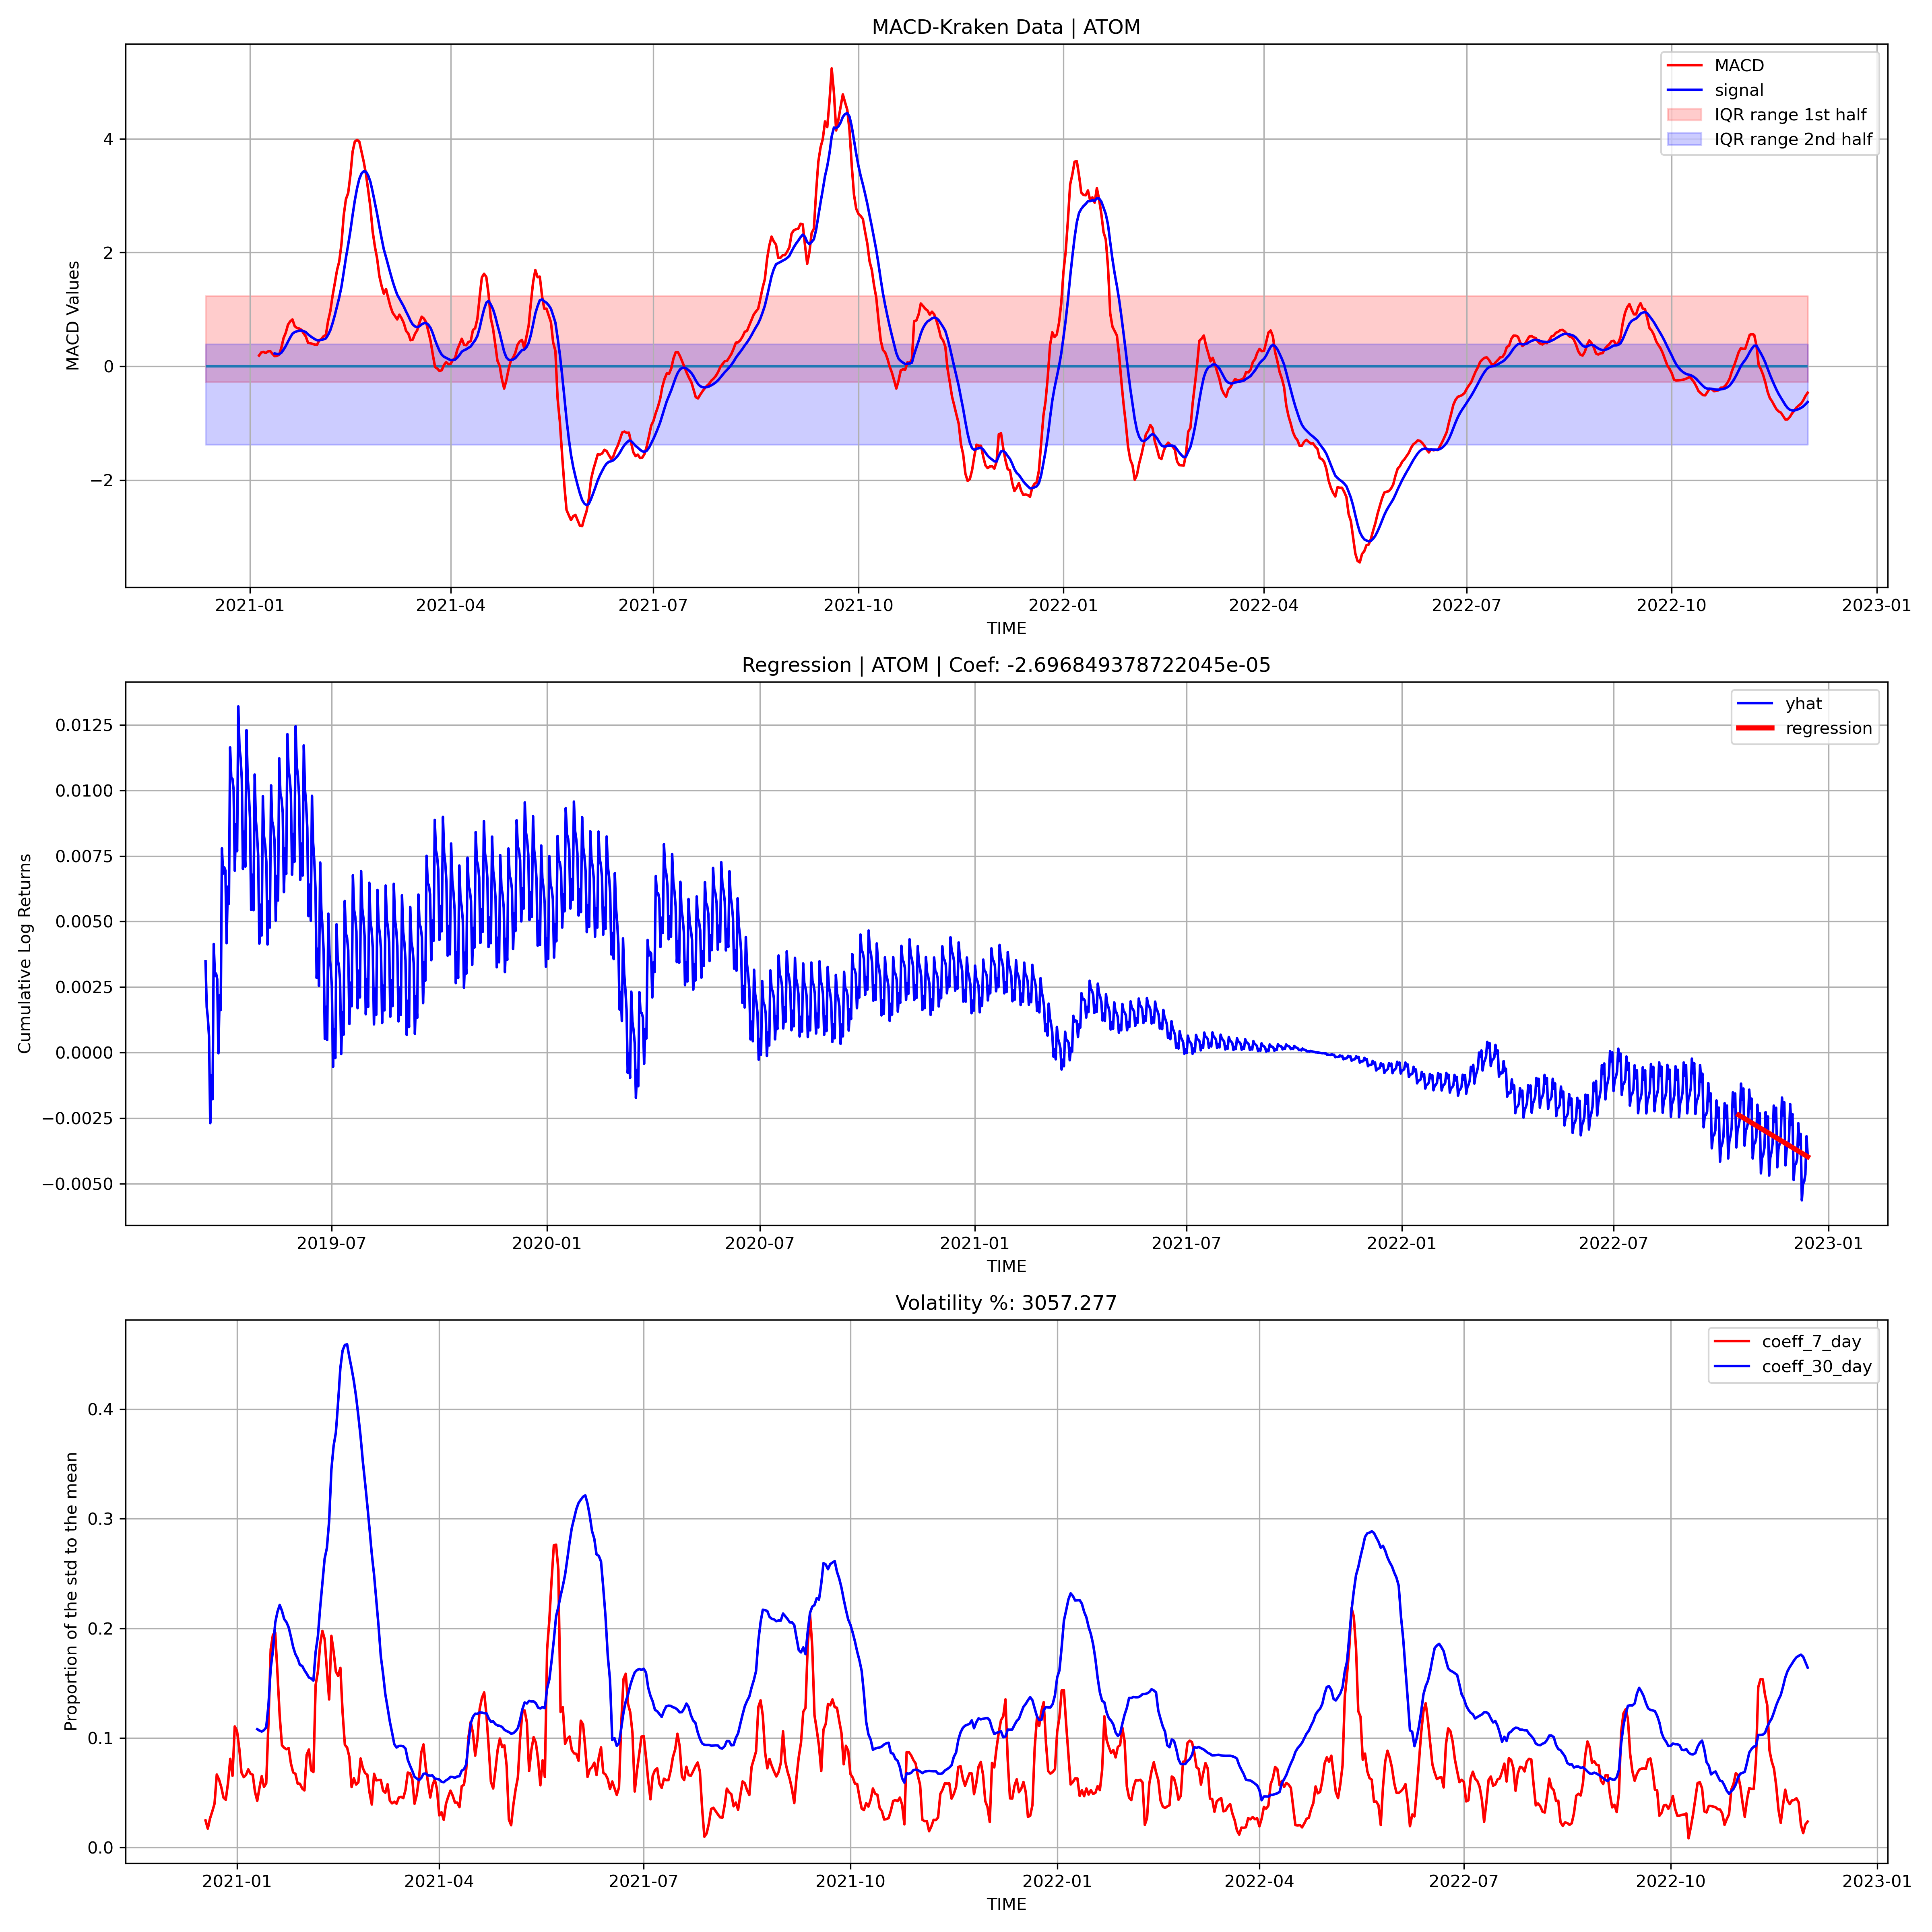 MACD-Kraken Data | ATOM
MACD
signal
IQR range 1st half
IQR range 2nd half
MACD Values
4
2
0
−2
2021-01 2021-04 2021-07 2021-10 2022-01 2022-04 2022-07 2022-10 2023-01
TIME
Regression | ATOM | Coef: -2.696849378722045e-05
yhat
regression
Cumulative Log Returns
0.0125
0.0100
0.0075
0.0050
0.0025
0.0000
−0.0025
−0.0050
2019-07 2020-01 2020-07 2021-01 2021-07 2022-01 2022-07 2023-01
TIME
Volatility %: 3057.277
coeff_7_day
coeff_30_day
Proportion of the std to the mean
0.4
0.3
0.2
0.1
0.0
2021-01 2021-04 2021-07 2021-10 2022-01 2022-04 2022-07 2022-10 2023-01
TIME